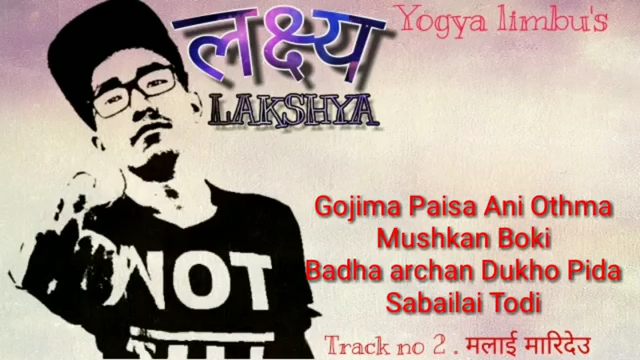 लक्ष्य
Yogya limbu's
LAKSHYA
Gojima Paisa Ani Othma
Mushkan Boki
Badha archan Dukho Pida
Sabailai Todi
NOT
Track no 2 . मलाई मारिदेउ